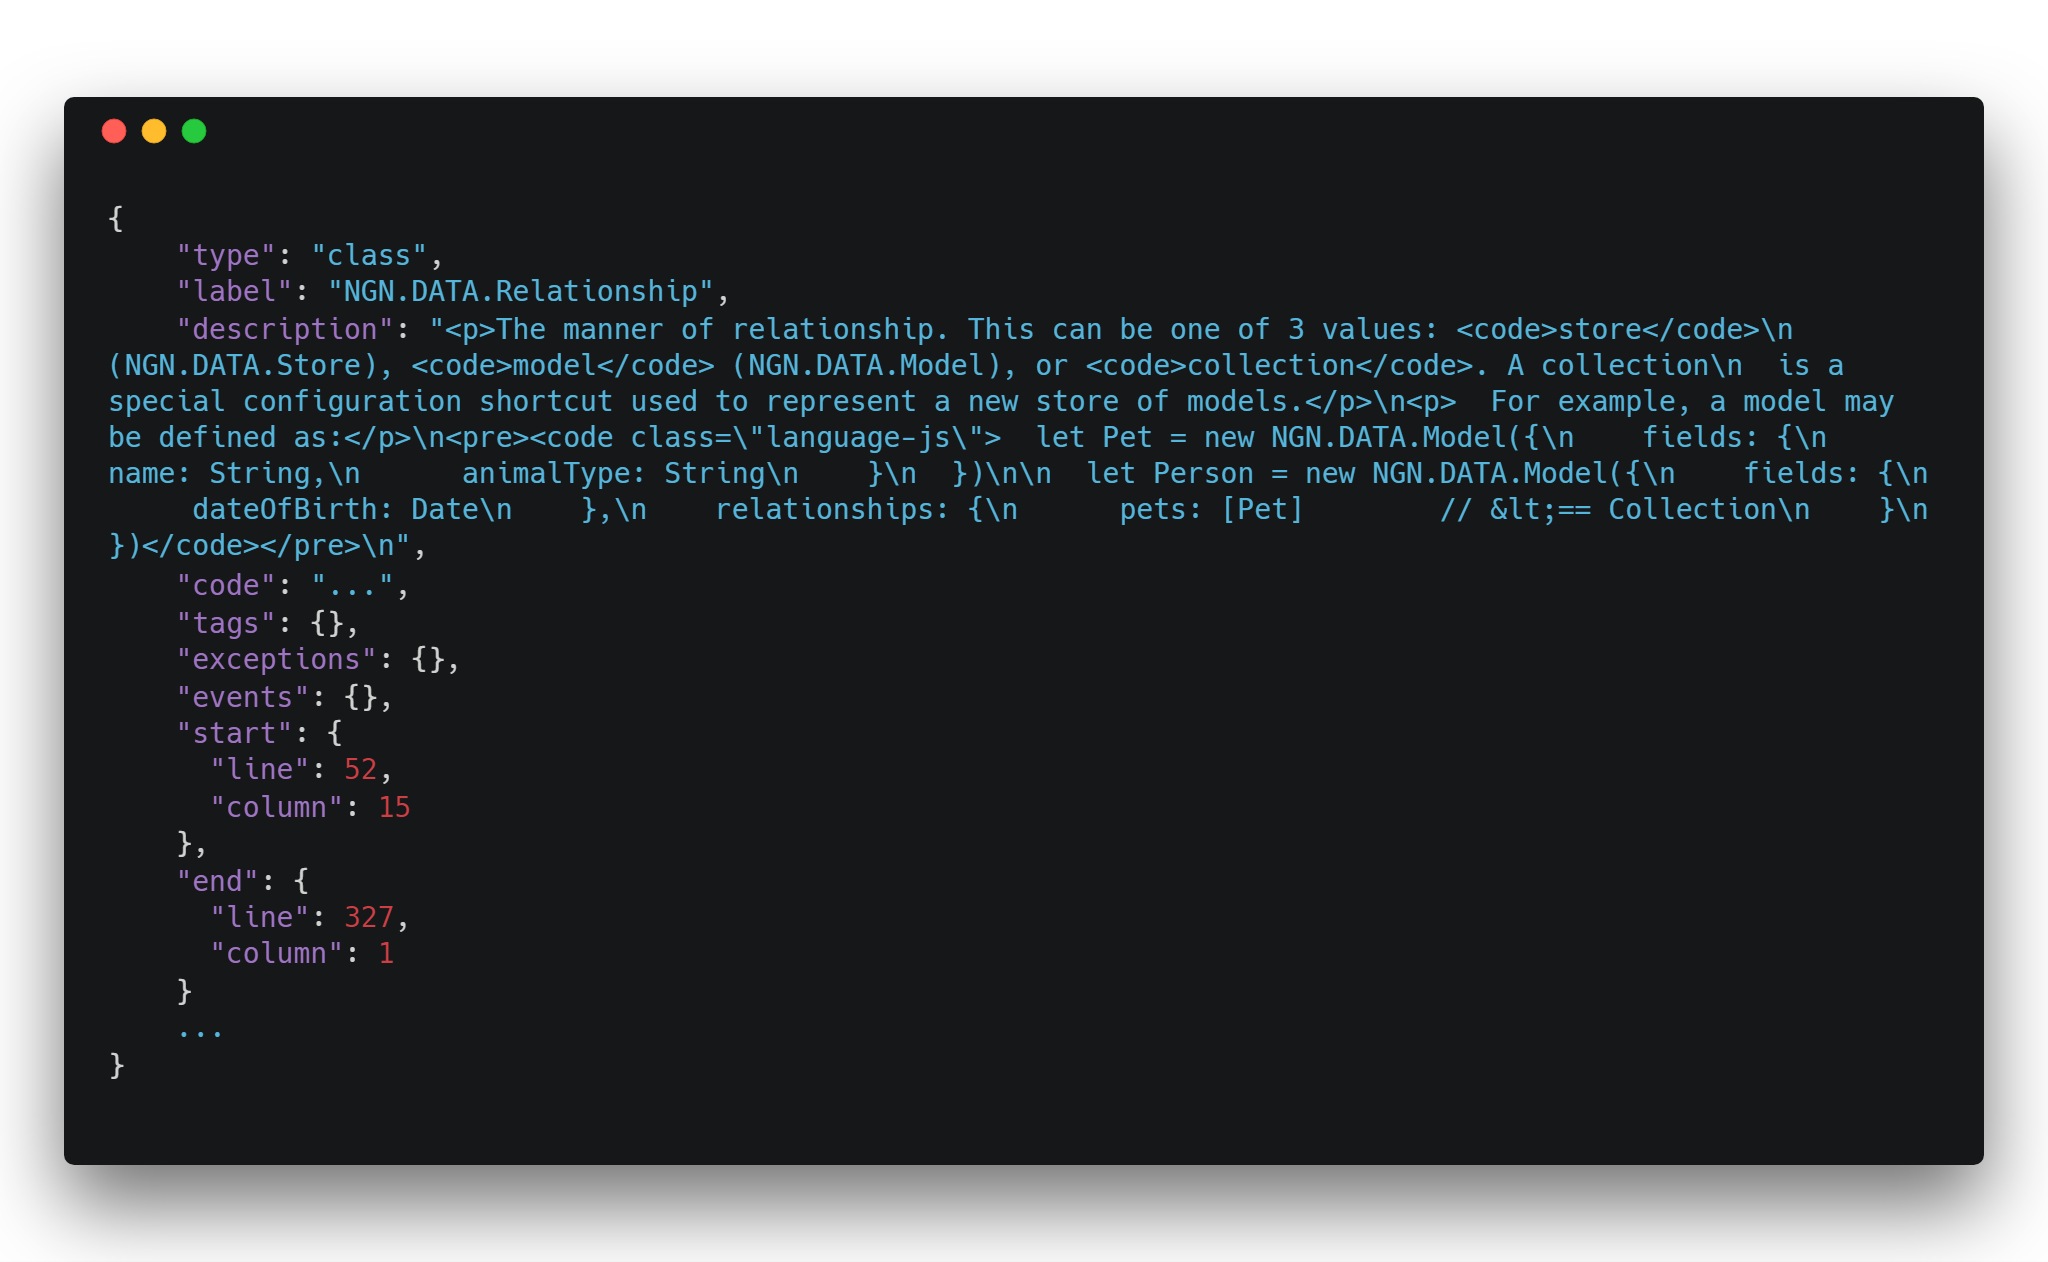 {
    "type": "class",
    "label": "NGN.DATA.Relationship",
    "description": "<p>The manner of relationship. This can be one of 3 values: <code>store</code>\n
(NGN.DATA.Store), <code>model</code> (NGN.DATA.Model), or <code>collection</code>. A collection\n  is a
special configuration shortcut used to represent a new store of models.</p>\n<p>  For example, a model may
be defined as:</p>\n<pre><code class=\"language-js\">  let Pet = new NGN.DATA.Model({\n    fields: {\n
name: String,\n      animalType: String\n    }\n  })\n\n  let Person = new NGN.DATA.Model({\n    fields: {\n
     dateOfBirth: Date\n    },\n    relationships: {\n      pets: [Pet]        // &lt;== Collection\n    }\n
})</code></pre>\n",
    "code": "...",
    "tags": {},
    "exceptions": {},
    "events": {},
    "start": {
      "line": 52,
      "column": 15
    },
    "end": {
      "line": 327,
      "column": 1
    }
    ...
}